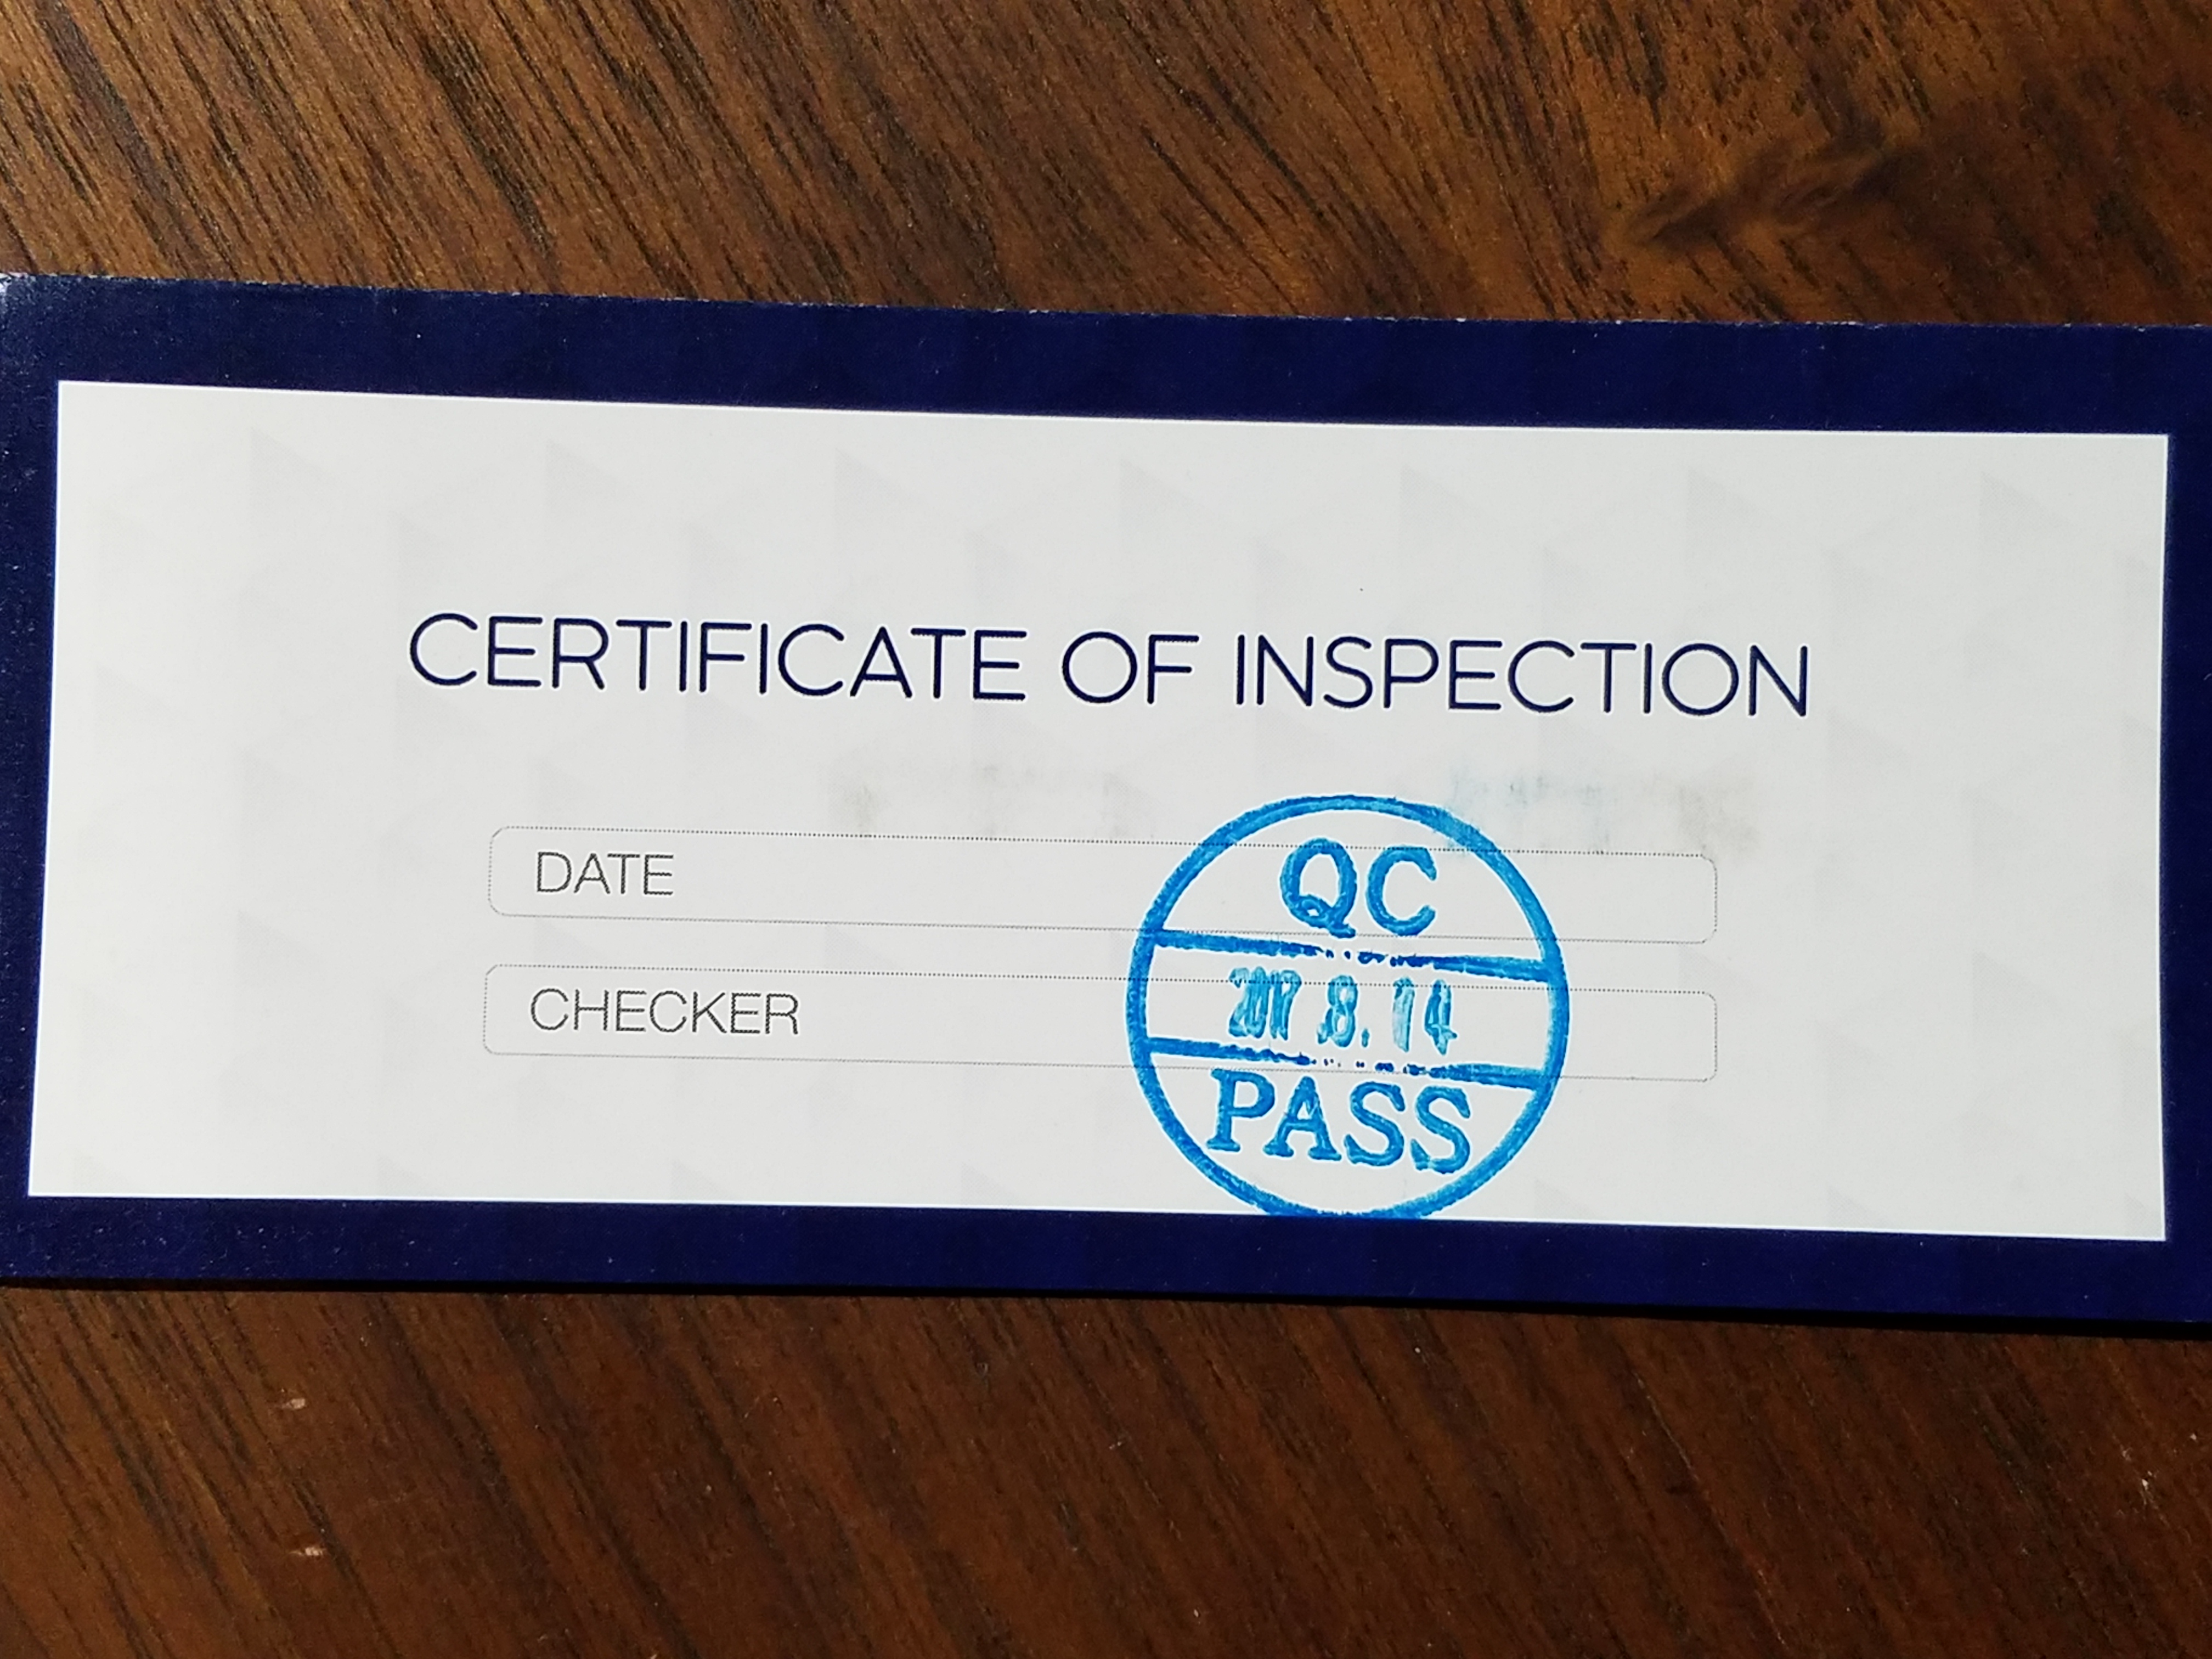 CERTIFICATE OF INSPECTION
DATE
QC
CHECKER
2017.8.14
PASS